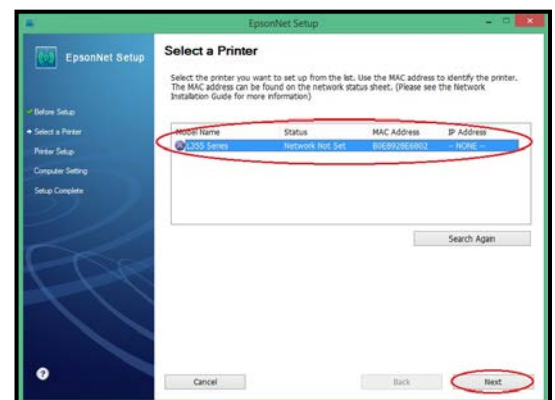 EpsonNet Setup
EpsonNet Setup
Before Setup
Select a Printer
Printer Setup
Computer Setting
Setup Complete
Select a Printer
Select the printer you want to set up from the list. Use the MAC address to identify the printer.
The MAC address can be found on the network status sheet. (Please see the Network
Installation Guide for more information)
Model Name Status MAC Address IP Address
L355 Series Network Not Set B0E8928E6802 -- NONE --
Search Again
?
Cancel Back Next